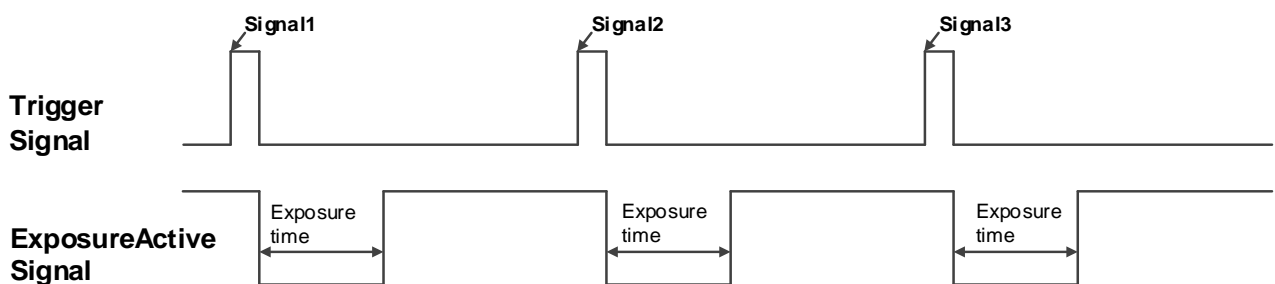 Signal1
Signal2
Signal3
Trigger
Signal
Exposure
time
Exposure
time
Exposure
time
ExposureActive
Signal